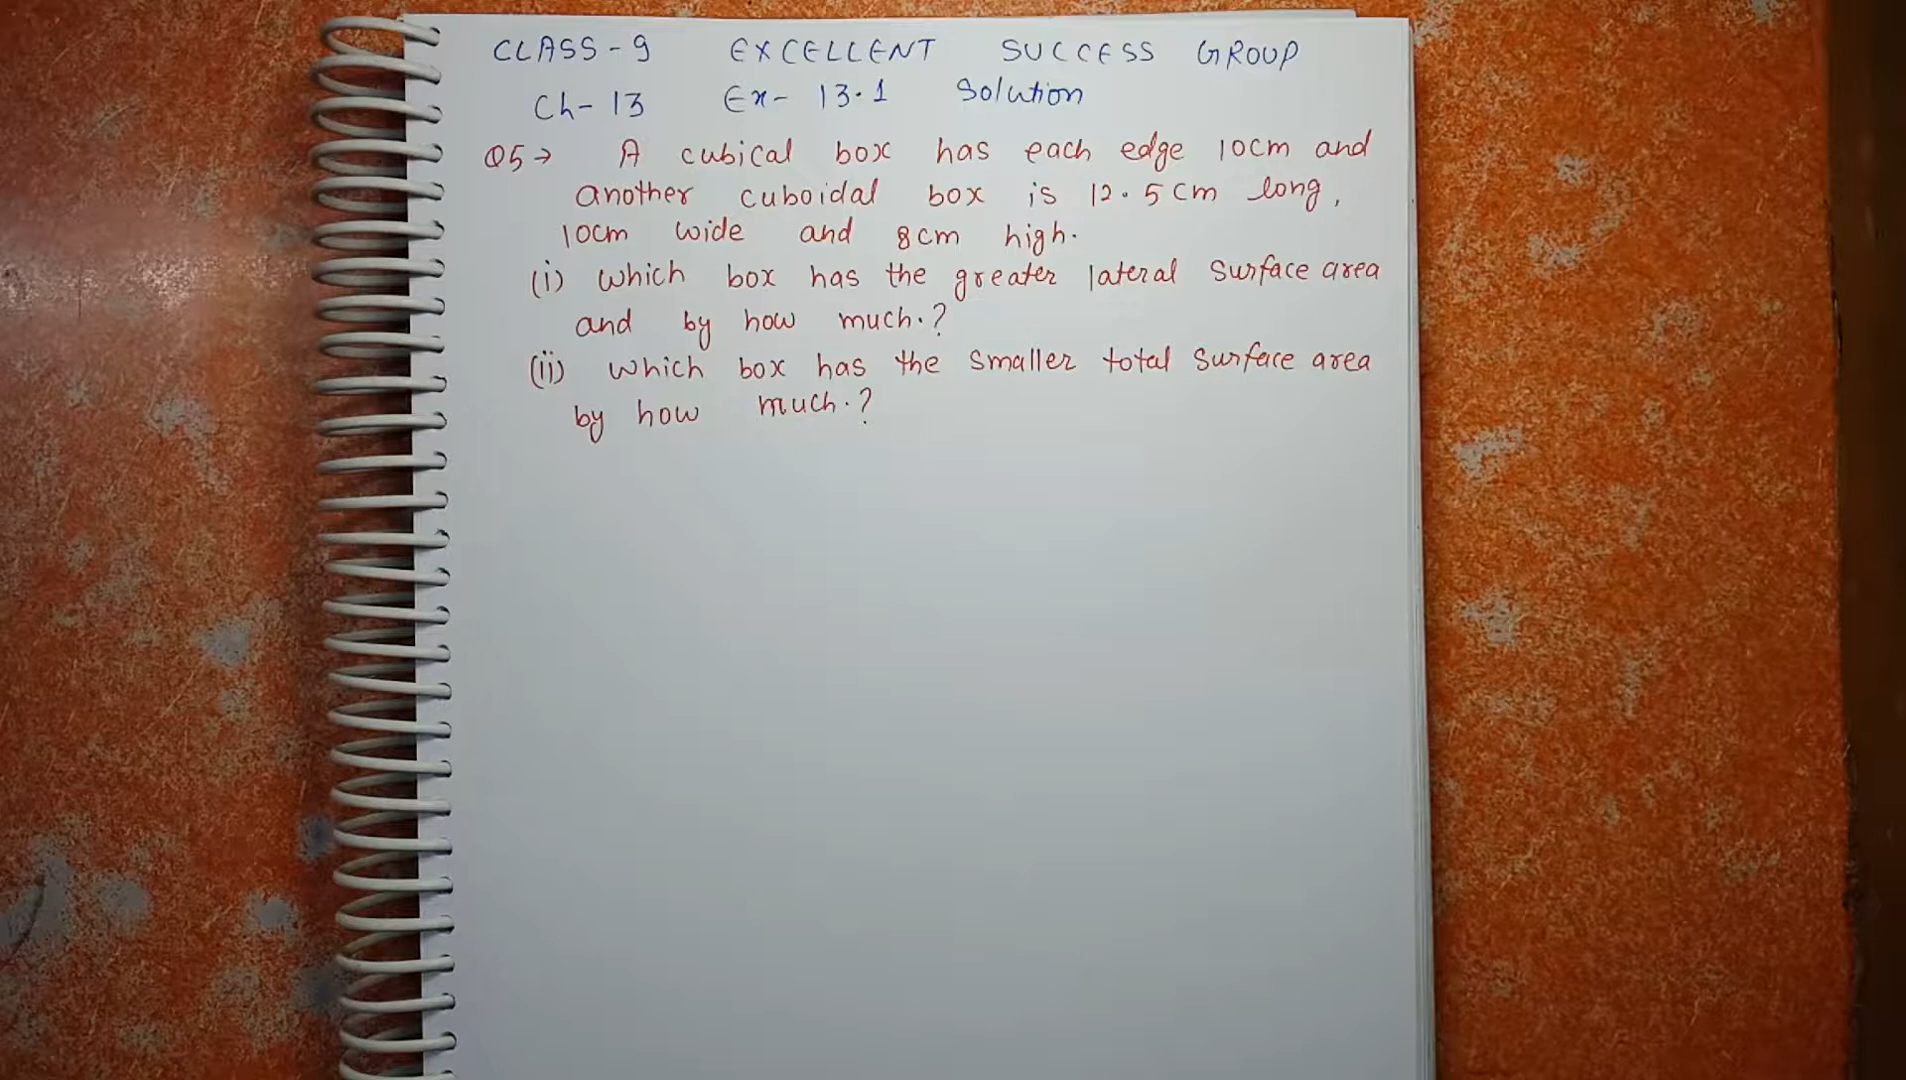 CLASS-9 EXCELLENT SUCCESS GROUP
Ch-13 Ex- 13.1 Solution
Q5→ A cubical box has each edge 10cm and
another cuboidal box is 12.5cm long,
10cm wide and 8cm high.
(i) which box has the greater lateral surface area
and by how much.?
(ii) which box has the smaller total surface area
by how much.?